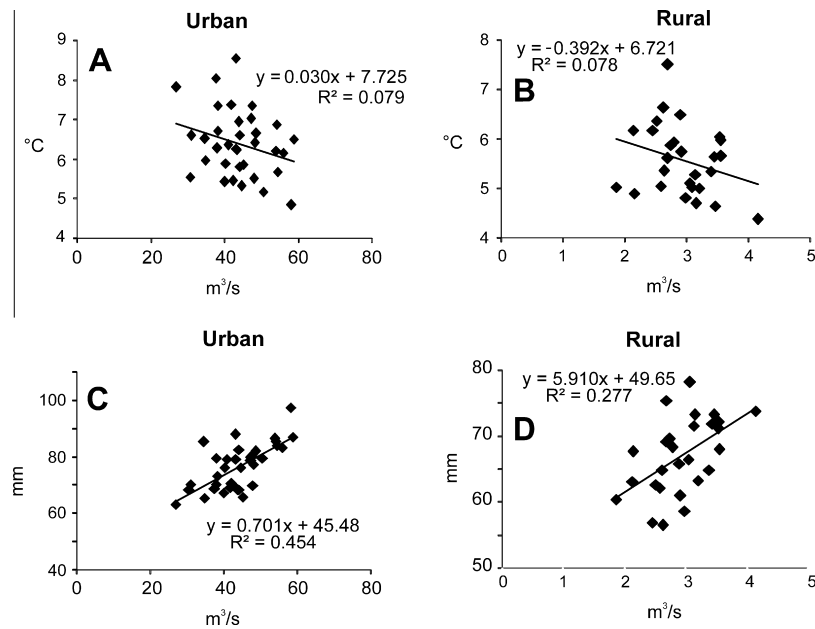 Urban
A
y = 0.030x + 7.725
R² = 0.079
9
8
7
6
5
4
°C
0 20 40 60 80
m³/s
Rural
B
y = -0.392x + 6.721
R² = 0.078
8
7
6
5
4
°C
0 1 2 3 4 5
m³/s
Urban
C
100
80
60
40
mm
y = 0.701x + 45.48
R² = 0.454
0 20 40 60 80
m³/s
Rural
D
y = 5.910x + 49.65
R² = 0.277
80
70
60
50
mm
0 1 2 3 4 5
m³/s